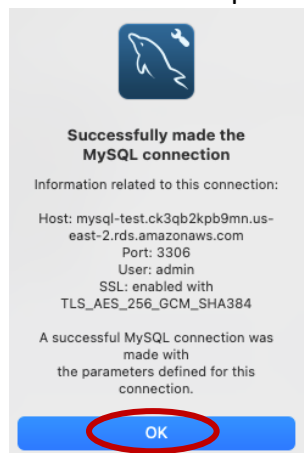 Successfully made the
MySQL connection
Information related to this connection:
Host: mysql-test.ck3qb2kpb9mn.us-
east-2.rds.amazonaws.com
Port: 3306
User: admin
SSL: enabled with
TLS_AES_256_GCM_SHA384
A successful MySQL connection was
made with
the parameters defined for this
connection.
OK